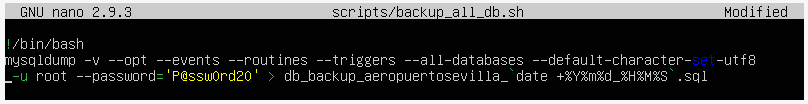 GNU nano 2.9.3 scripts/backup_all_db.sh Modified
!/bin/bash
mysqldump -v --opt --events --routines --triggers --all-databases --default-character-set-utf8
_-u root --password='P@ssw0rd20' > db_backup_aeropuertosevilla_`date +%Y%m%d_%H%M%S`.sql